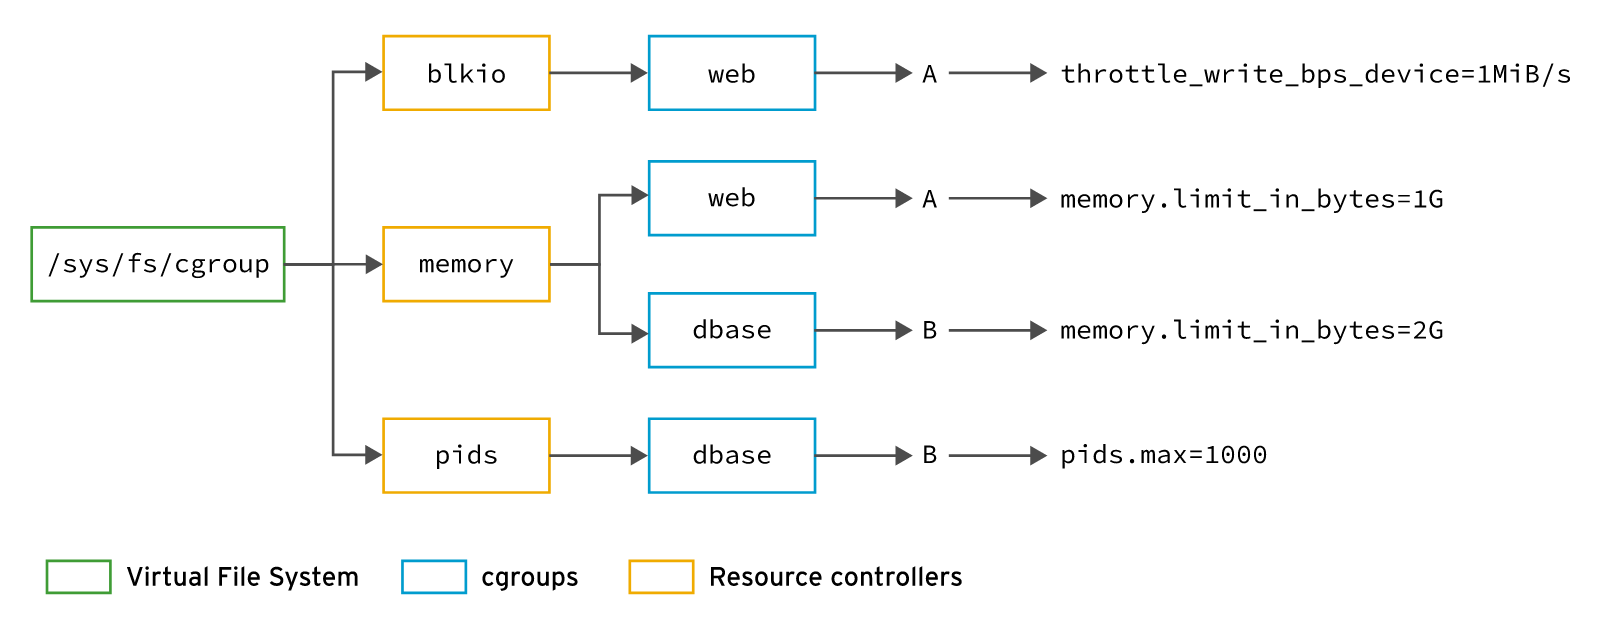 blkio
web
A
throttle_write_bps_device=1MiB/s
web
A
memory.limit_in_bytes=1G
/sys/fs/cgroup
memory
dbase
B
memory.limit_in_bytes=2G
pids
dbase
B
pids.max=1000
Virtual File System
cgroups
Resource controllers